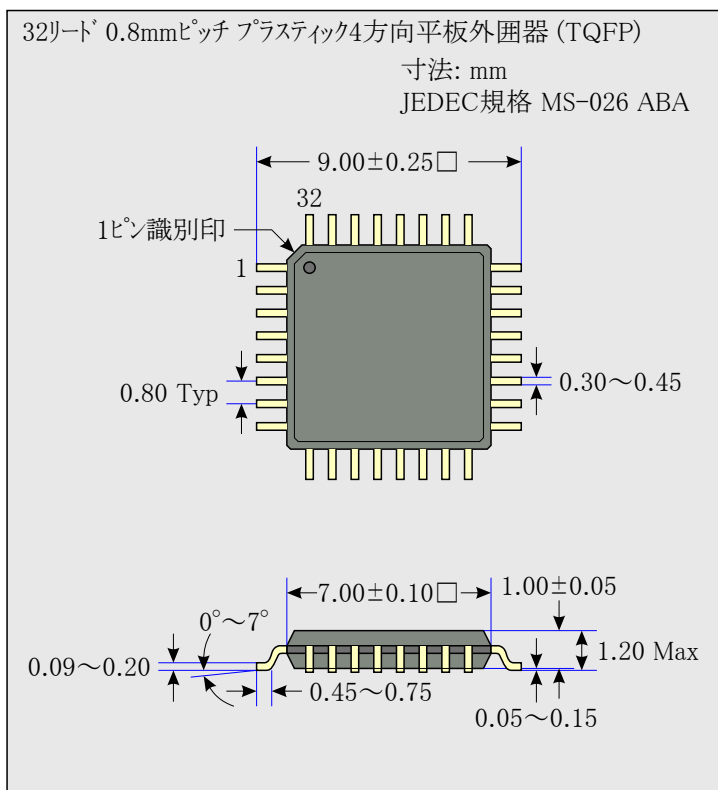 32ﾘｰﾄﾞ 0.8mmﾋﾟｯﾁ ﾌﾟﾗｽﾃｨｯｸ4方向平板外囲器 (TQFP)
寸法: mm
JEDEC規格 MS-026 ABA
9.00±0.25□
32
1ﾋﾟﾝ識別印
1
0.80 Typ
0.30～0.45
7.00±0.10□
1.00±0.05
0°～7°
1.20 Max
0.09～0.20
0.45～0.75
0.05～0.15